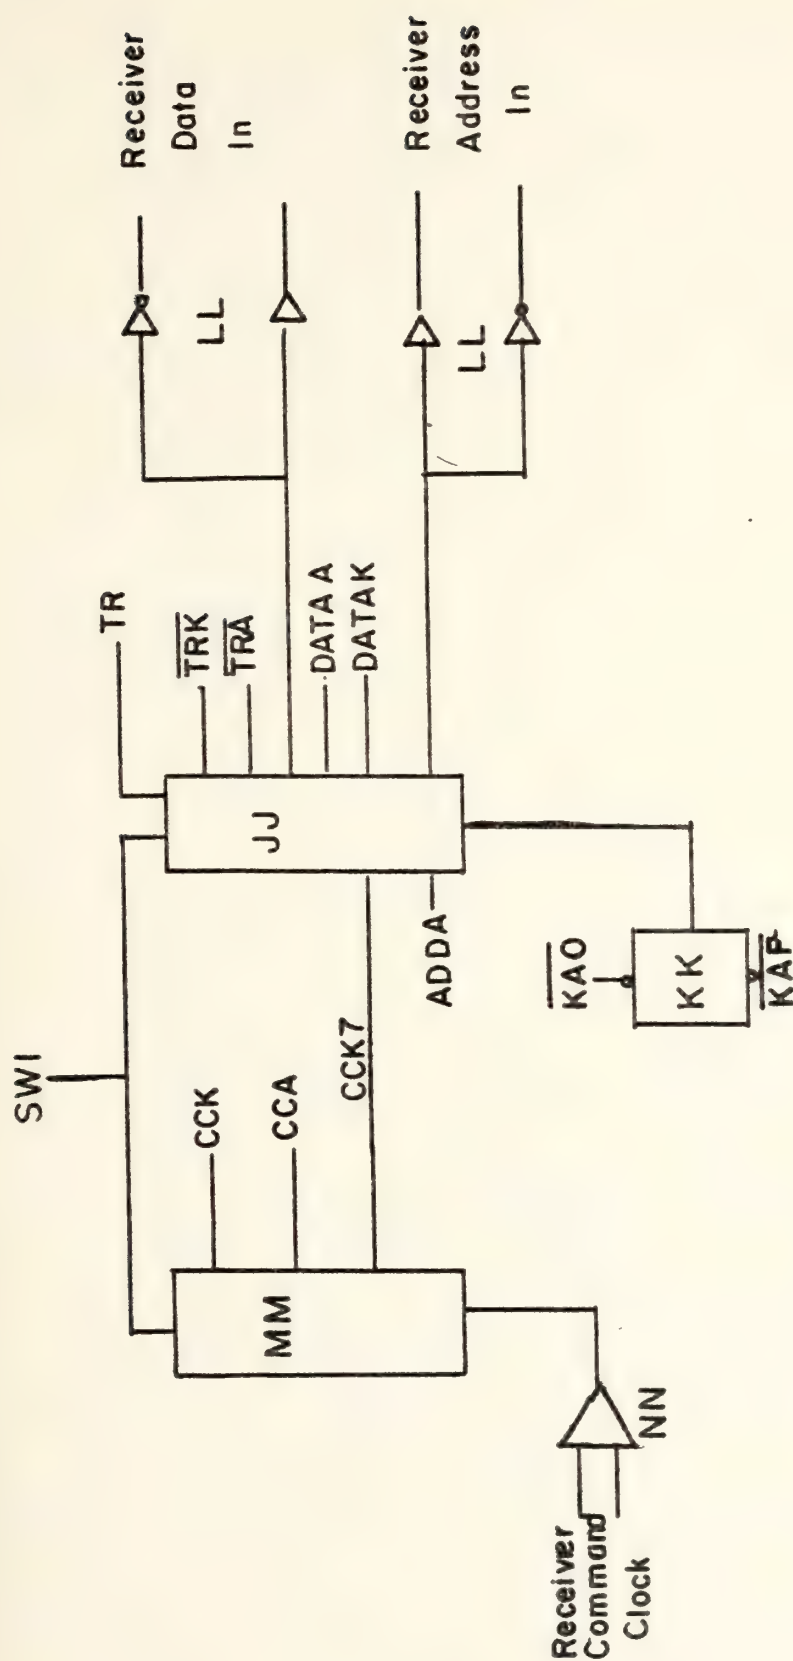 SWI
TR
CCK
CCA
CCK7
MM
JJ
TRK
TRA
DATAA
DATAK
ADDA
KAO
KK
KAP
LL
LL
NN
Receiver
Data
In
Receiver
Address
In
Receiver
Command
Clock